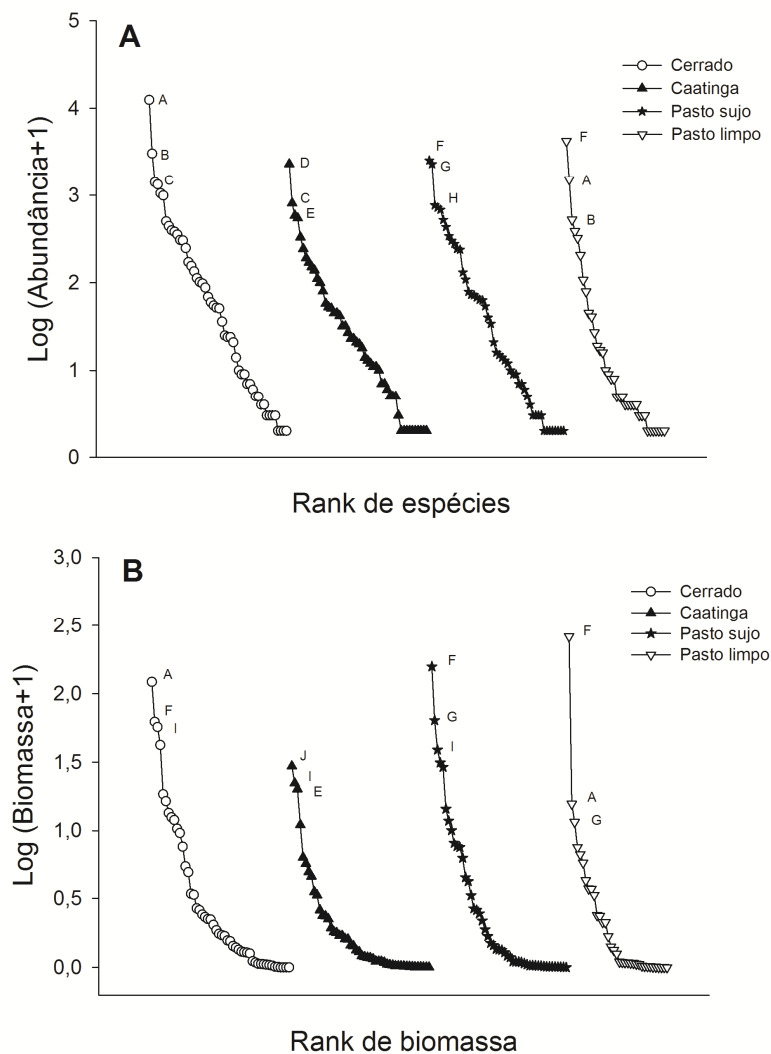 A
5
4
3
2
1
0
Log (Abundância+1)
Cerrado
Caatinga
Pasto sujo
Pasto limpo
A
B
C
D
C
E
F
G
H
F
A
B
Rank de espécies
B
3,0
2,5
2,0
1,5
1,0
0,5
0.0
Log (Biomassa+1)
Cerrado
Caatinga
Pasto sujo
Pasto limpo
A
F
I
J
I
E
F
G
I
F
A
G
Rank de biomassa